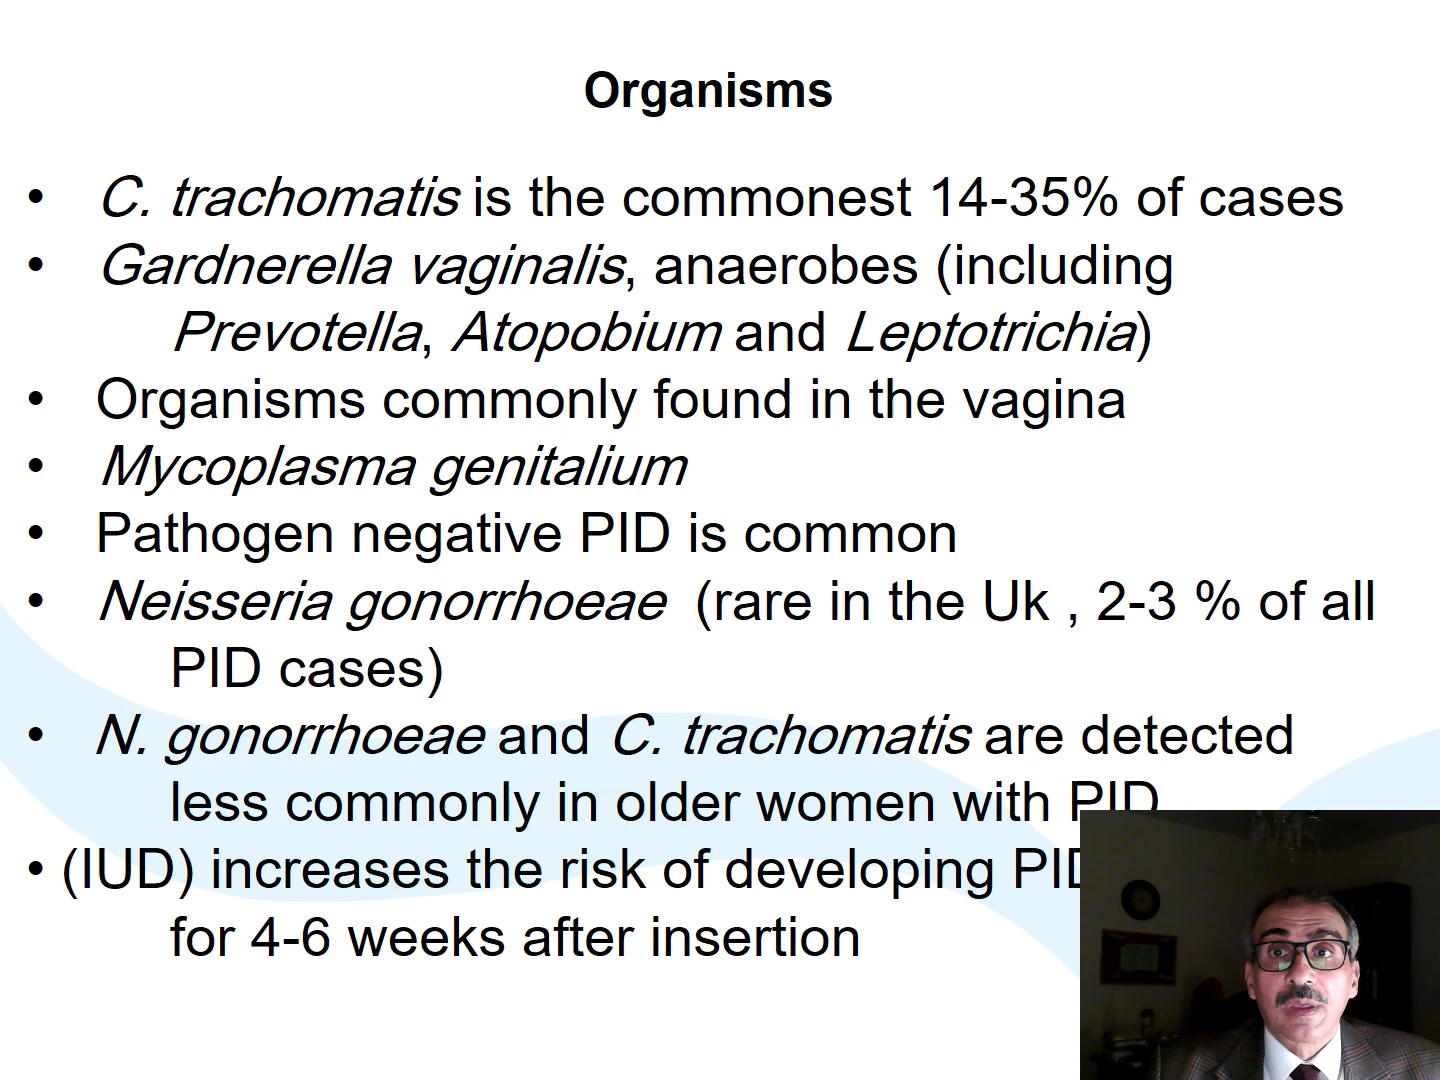 Organisms
• C. trachomatis is the commonest 14-35% of cases
• Gardnerella vaginalis, anaerobes (including
Prevotella, Atopobium and Leptotrichia)
• Organisms commonly found in the vagina
• Mycoplasma genitalium
• Pathogen negative PID is common
• Neisseria gonorrhoeae (rare in the Uk , 2-3 % of all
PID cases)
• N. gonorrhoeae and C. trachomatis are detected
less commonly in older women with PID
• (IUD) increases the risk of developing PID
for 4-6 weeks after insertion